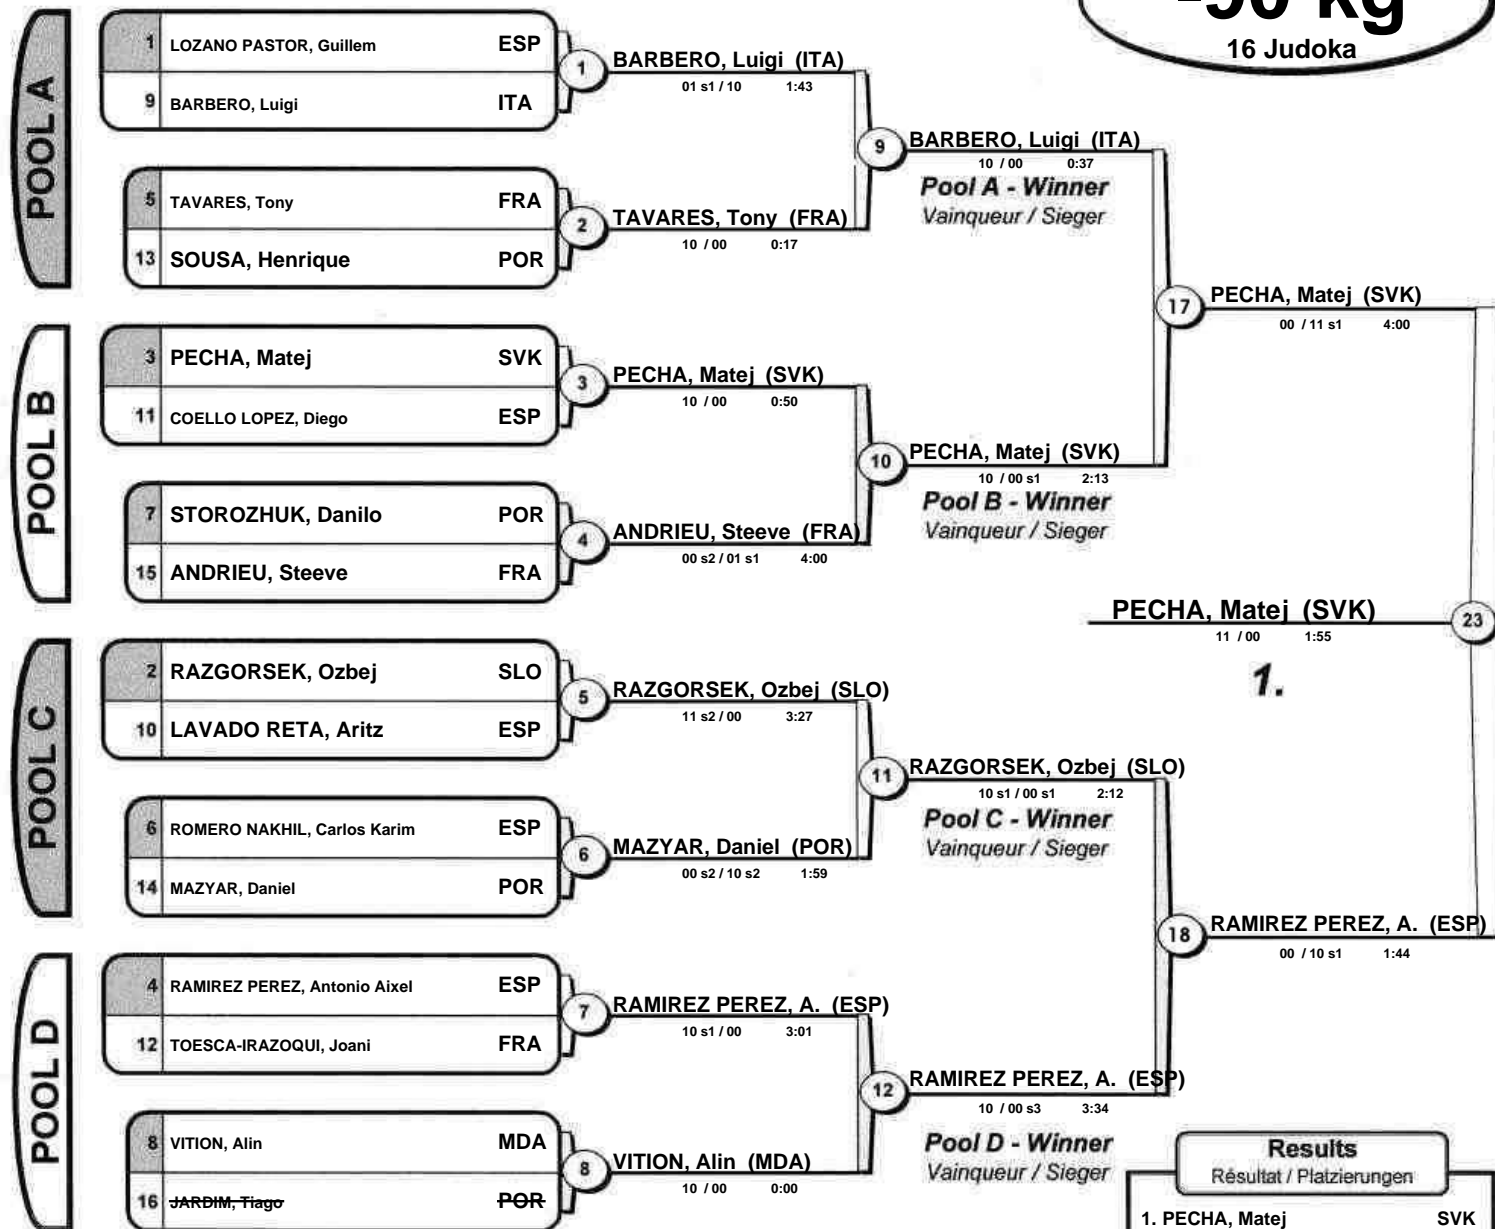 -90 kg
16 Judoka
POOL A
1 LOZANO PASTOR, Guillem ESP
9 BARBERO, Luigi ITA
1
BARBERO, Luigi (ITA)
01 s1 / 10 1:43
5 TAVARES, Tony FRA
13 SOUSA, Henrique POR
2
TAVARES, Tony (FRA)
10 / 00 0:17
9
BARBERO, Luigi (ITA)
10 / 00 0:37
Pool A - Winner
Vainqueur / Sieger
POOL B
3 PECHA, Matej SVK
11 COELLO LOPEZ, Diego ESP
3
PECHA, Matej (SVK)
10 / 00 0:50
7 STOROZHUK, Danilo POR
15 ANDRIEU, Steeve FRA
4
ANDRIEU, Steeve (FRA)
00 s2 / 01 s1 4:00
10
PECHA, Matej (SVK)
10 / 00 s1 2:13
Pool B - Winner
Vainqueur / Sieger
17
PECHA, Matej (SVK)
00 / 11 s1 4:00
POOL C
2 RAZGORSEK, Ozbej SLO
10 LAVADO RETA, Aritz ESP
5
RAZGORSEK, Ozbej (SLO)
11 s2 / 00 3:27
6 ROMERO NAKHIL, Carlos Karim ESP
14 MAZYAR, Daniel POR
6
MAZYAR, Daniel (POR)
00 s2 / 10 s2 1:59
11
RAZGORSEK, Ozbej (SLO)
10 s1 / 00 s1 2:12
Pool C - Winner
Vainqueur / Sieger
POOL D
4 RAMIREZ PEREZ, Antonio Aixel ESP
12 TOESCA-IRAZOQUI, Joani FRA
7
RAMIREZ PEREZ, A. (ESP)
10 s1 / 00 3:01
8 VITION, Alin MDA
16 JARDIM, Tiago POR
8
VITION, Alin (MDA)
10 / 00 0:00
12
RAMIREZ PEREZ, A. (ESP)
10 / 00 s3 3:34
Pool D - Winner
Vainqueur / Sieger
18
RAMIREZ PEREZ, A. (ESP)
00 / 10 s1 1:44
23
PECHA, Matej (SVK)
11 / 00 1:55
1.
Results
Résultat / Platzierungen
1. PECHA, Matej SVK